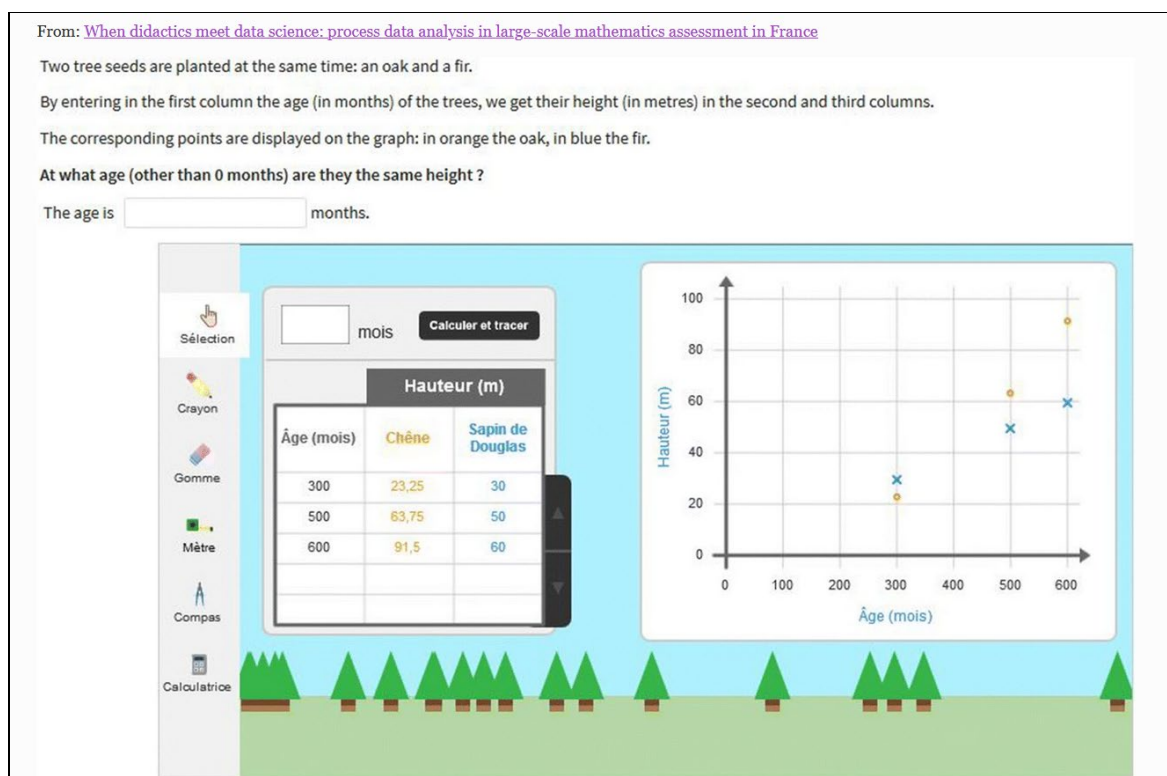 From: When didactics meet data science: process data analysis in large-scale mathematics assessment in France
Two tree seeds are planted at the same time: an oak and a fir.
By entering in the first column the age (in months) of the trees, we get their height (in metres) in the second and third columns.
The corresponding points are displayed on the graph: in orange the oak, in blue the fir.
At what age (other than 0 months) are they the same height ?
The age is months.
Sélection
Crayon
Gomme
Mètre
Compas
Calculatrice
mois Calculer et tracer
Hauteur (m)
Âge (mois) Chêne Sapin de
Douglas
300 23,25 30
500 63,75 50
600 91,5 60
Hauteur (m)
100
80
60
40
20
0
0 100 200 300 400 500 600
Âge (mois)